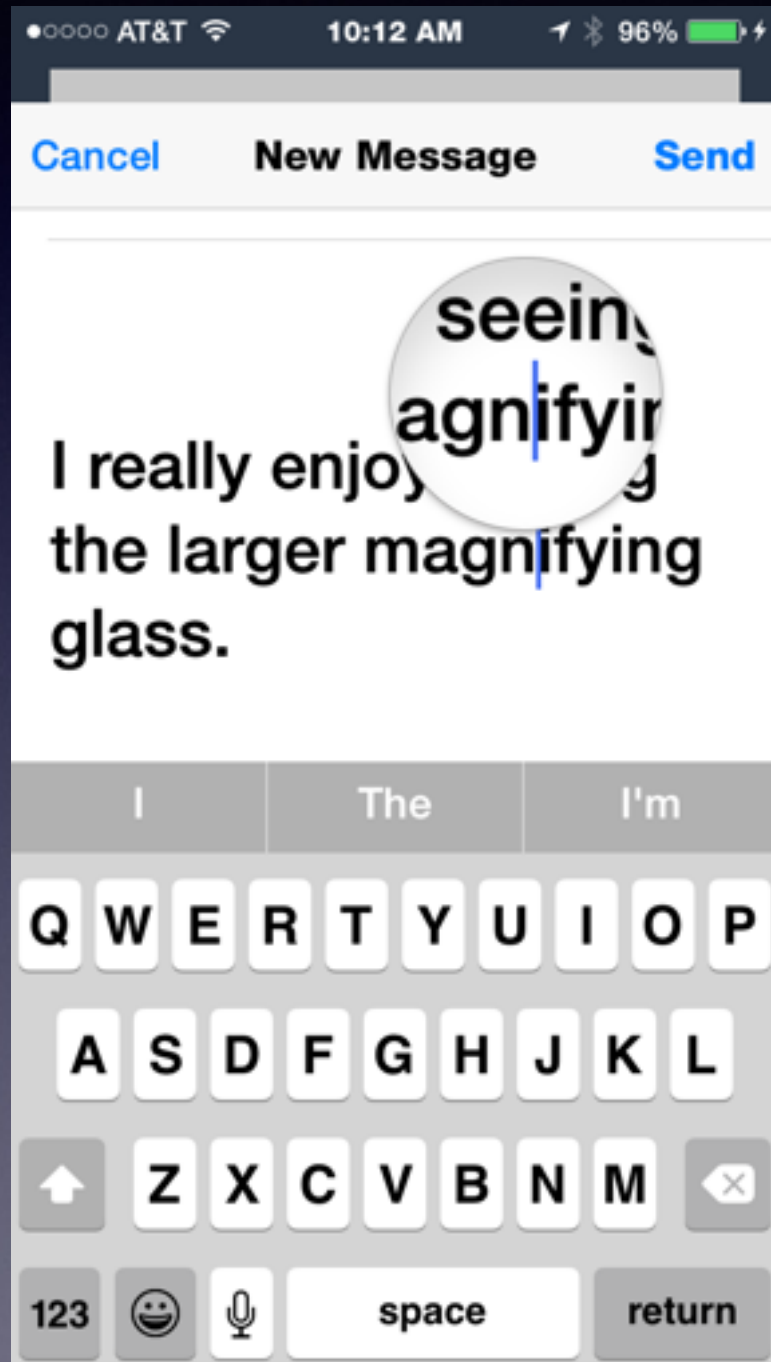 AT&T 10:12 AM 96%
Cancel New Message Send
seein
agnifyin
I really enjoy g
the larger magnifying
glass.
I The I'm
Q W E R T Y U I O P
A S D F G H J K L
Z X C V B N M
123 space return